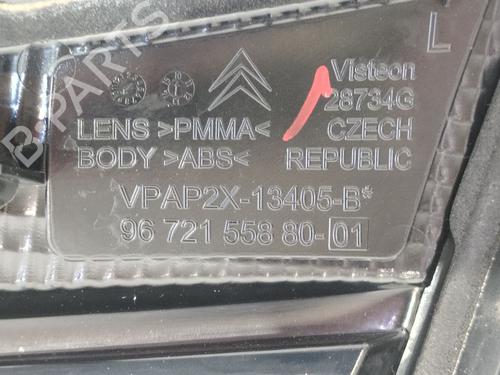 L
Visteon
28734G
LENS >PMMA< CZECH
BODY >ABS< REPUBLIC
VPAP2X-13405-B*
96 721 558 80-01
B-PARTS